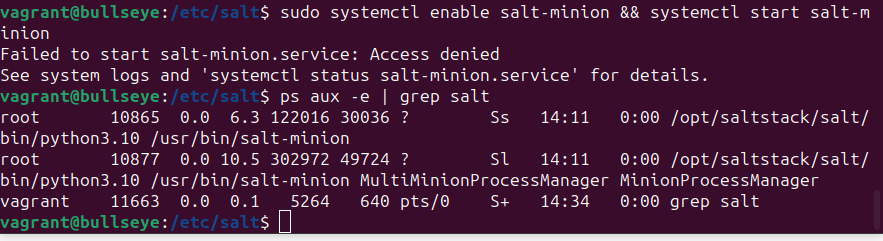 vagrant@bullseye:/etc/salt$ sudo systemctl enable salt-minion && systemctl start salt-m
inion
Failed to start salt-minion.service: Access denied
See system logs and 'systemctl status salt-minion.service' for details.
vagrant@bullseye:/etc/salt$ ps aux -e | grep salt
root       10865  0.0  6.3 122016 30036 ?        Ss   14:11   0:00 /opt/saltstack/salt/
bin/python3.10 /usr/bin/salt-minion
root       10877  0.0 10.5 302972 49724 ?        Sl   14:11   0:00 /opt/saltstack/salt/
bin/python3.10 /usr/bin/salt-minion MultiMinionProcessManager MinionProcessManager
vagrant    11663  0.0  0.1   5264   640 pts/0    S+   14:34   0:00 grep salt
vagrant@bullseye:/etc/salt$